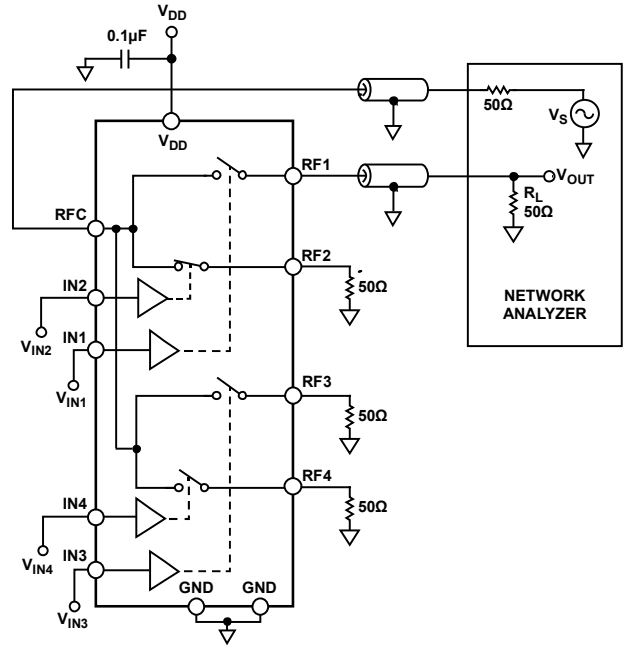 VDD
0.1µF
VDD
50Ω
VS
RF1
VOUT
RL
50Ω
RFC
RF2
50Ω
NETWORK
ANALYZER
IN2
VIN2
IN1
VIN1
RF3
50Ω
RF4
50Ω
IN4
VIN4
IN3
VIN3
GND
GND